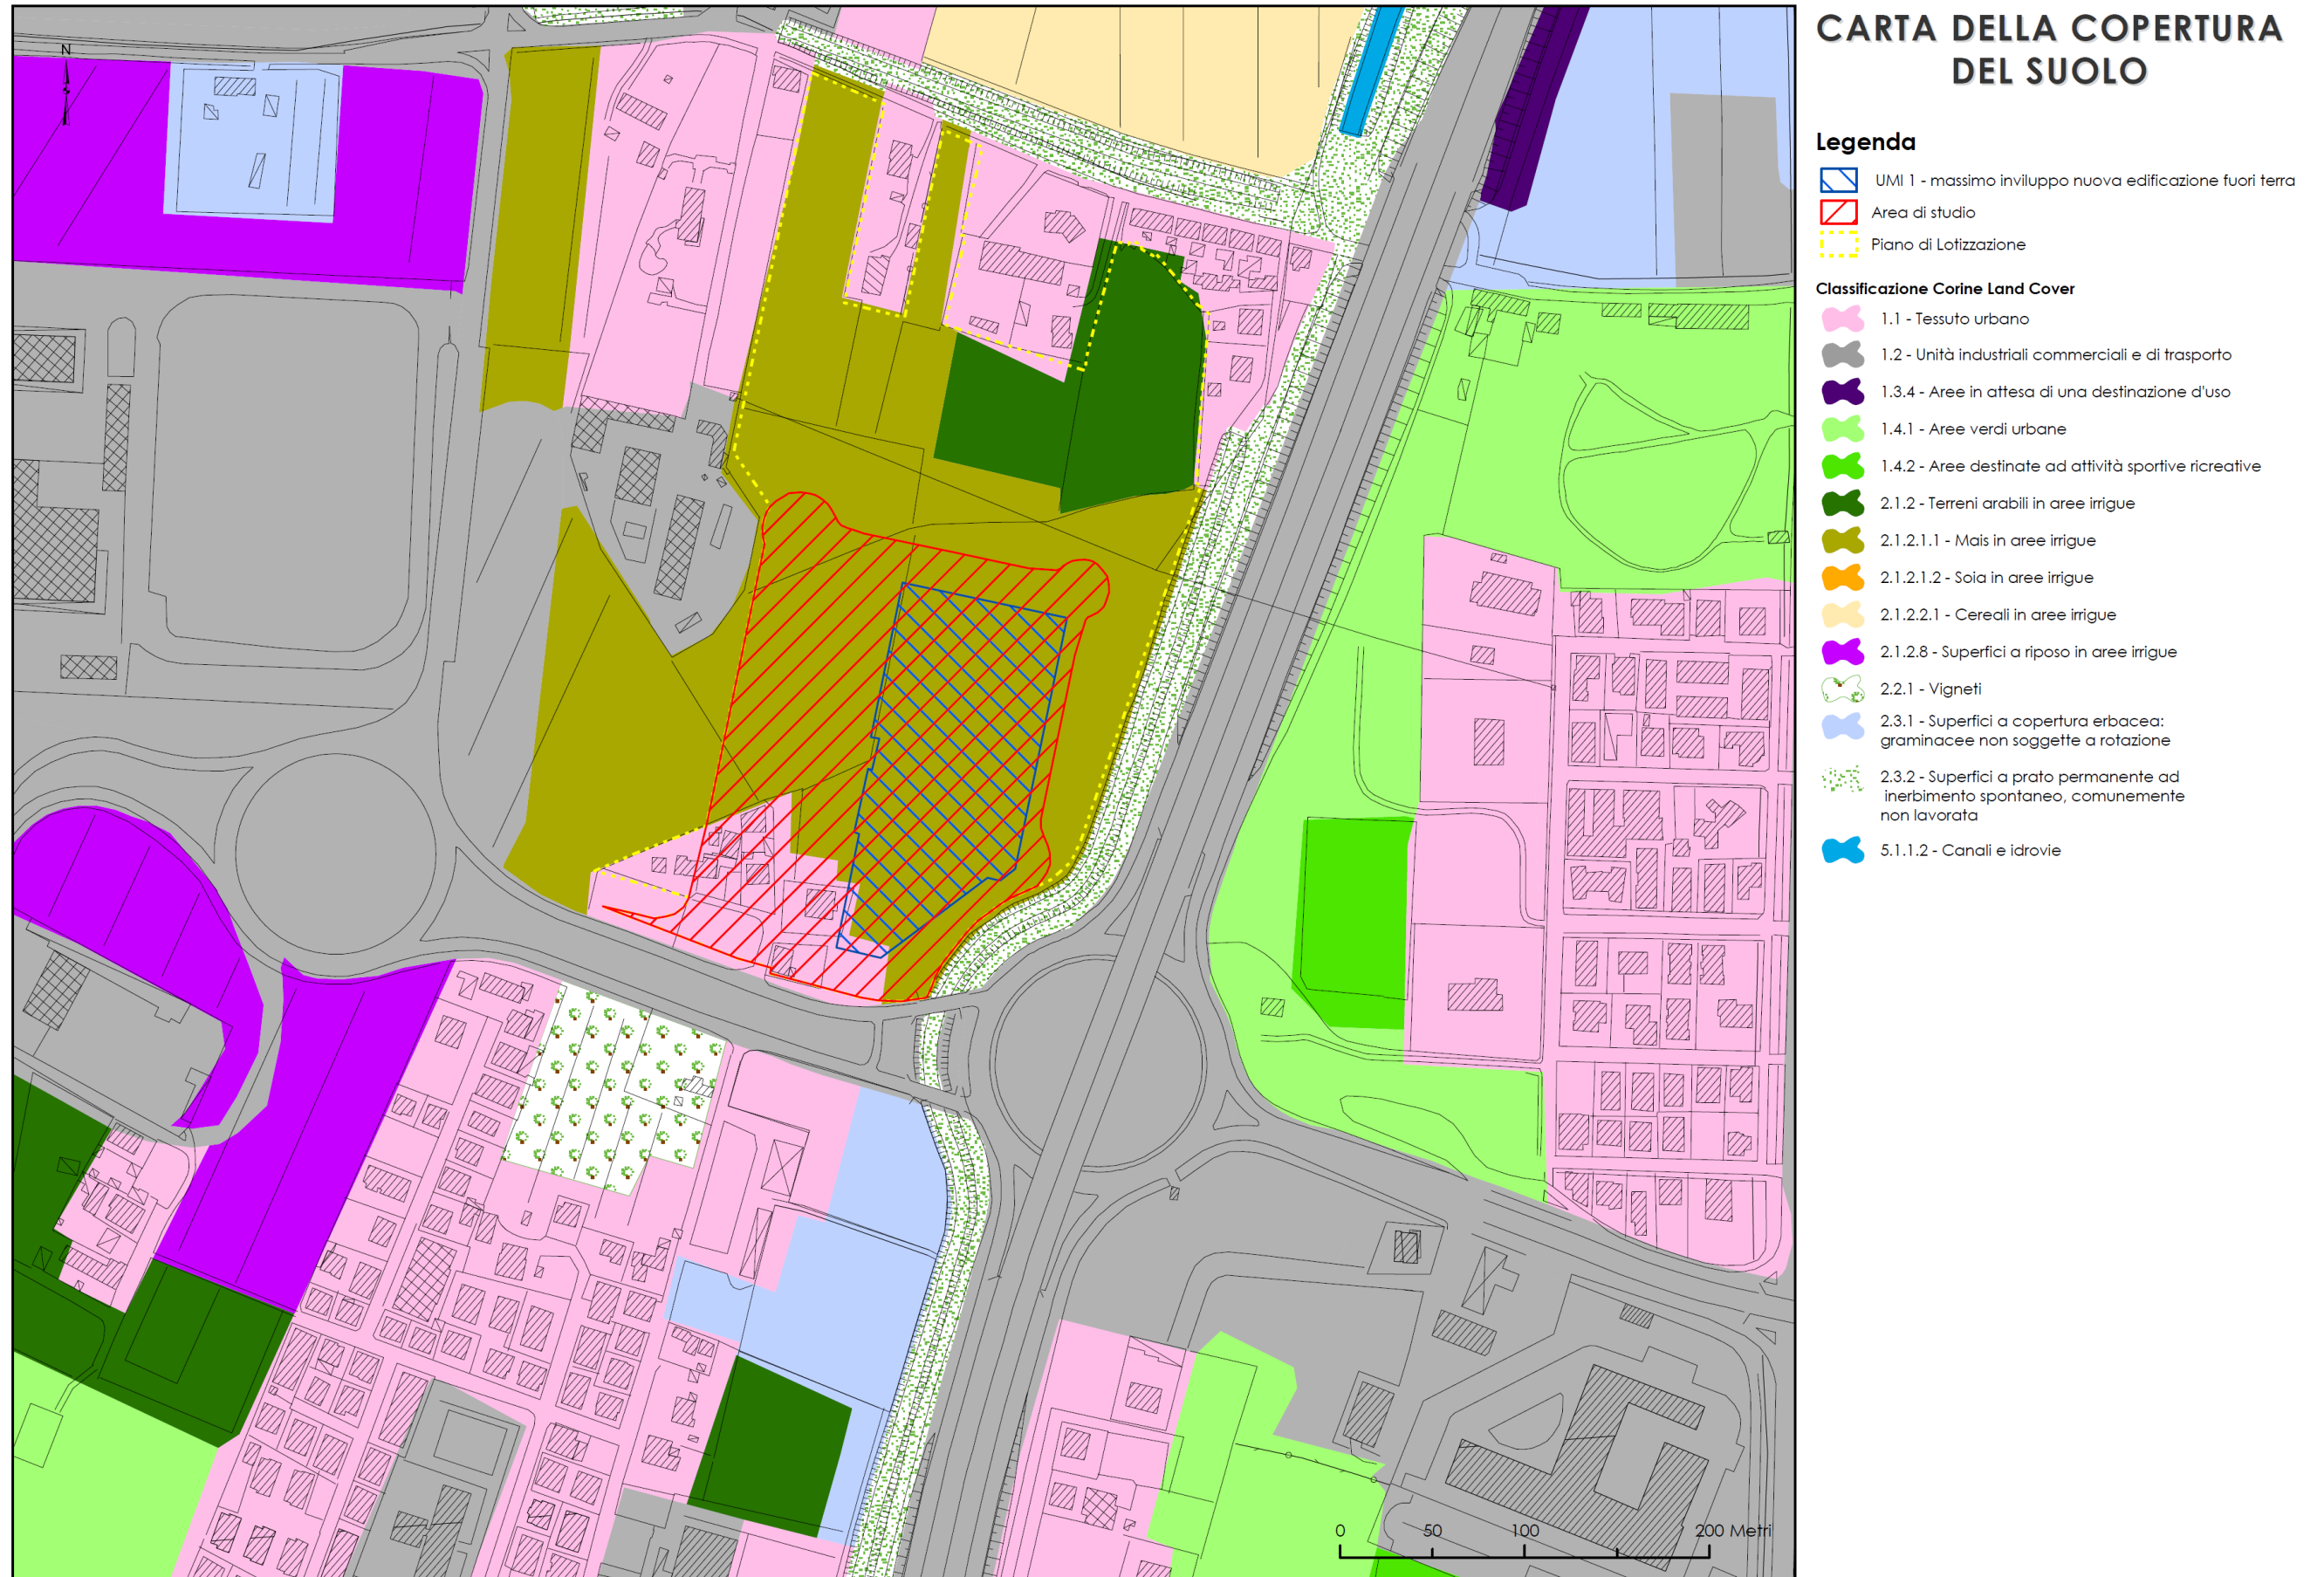 CARTA DELLA COPERTURA
DEL SUOLO
N
Legenda
UMI 1 - massimo inviluppo nuova edificazione fuori terra
Area di studio
Piano di Lotizzazione
Classificazione Corine Land Cover
1.1 - Tessuto urbano
1.2 - Unità industriali commerciali e di trasporto
1.3.4 - Aree in attesa di una destinazione d'uso
1.4.1 - Aree verdi urbane
1.4.2 - Aree destinate ad attività sportive ricreative
2.1.2 - Terreni arabili in aree irrigue
2.1.2.1.1 - Mais in aree irrigue
2.1.2.1.2 - Soia in aree irrigue
2.1.2.2.1 - Cereali in aree irrigue
2.1.2.8 - Superfici a riposo in aree irrigue
2.2.1 - Vigneti
2.3.1 - Superfici a copertura erbacea:
graminacee non soggette a rotazione
2.3.2 - Superfici a prato permanente ad
inerbimento spontaneo, comunemente
non lavorata
5.1.1.2 - Canali e idrovie
0 50 100 200 Metri